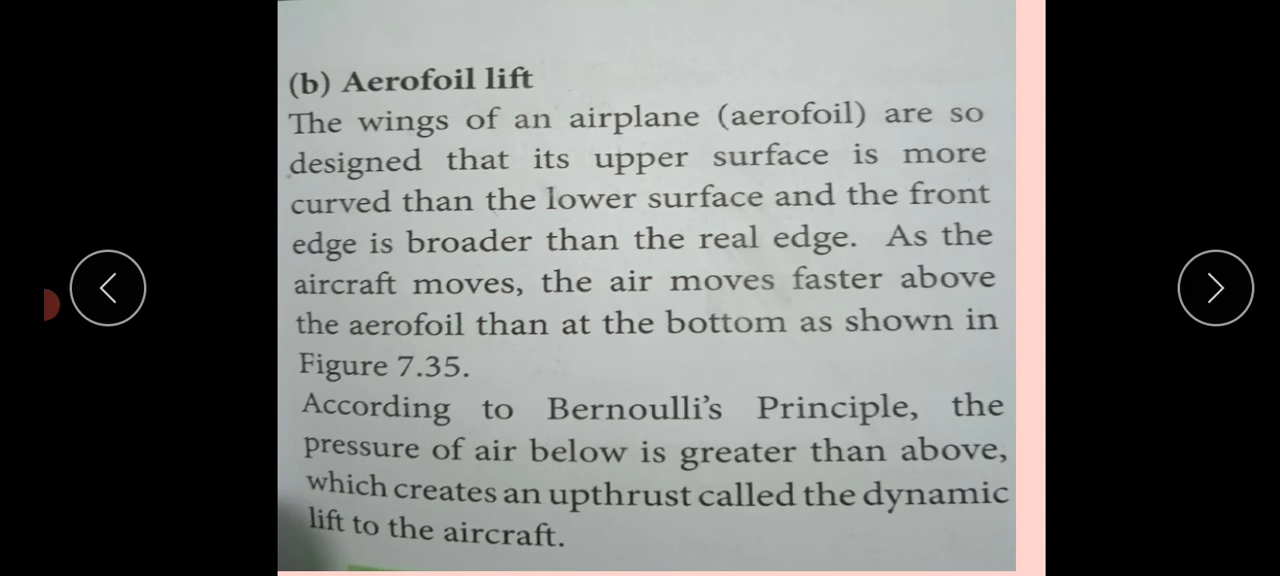 (b) Aerofoil lift
The wings of an airplane (aerofoil) are so
designed that its upper surface is more
curved than the lower surface and the front
edge is broader than the real edge. As the
aircraft moves, the air moves faster above
the aerofoil than at the bottom as shown in
Figure 7.35.
According to Bernoulli’s Principle, the
pressure of air below is greater than above,
which creates an upthrust called the dynamic
lift to the aircraft.